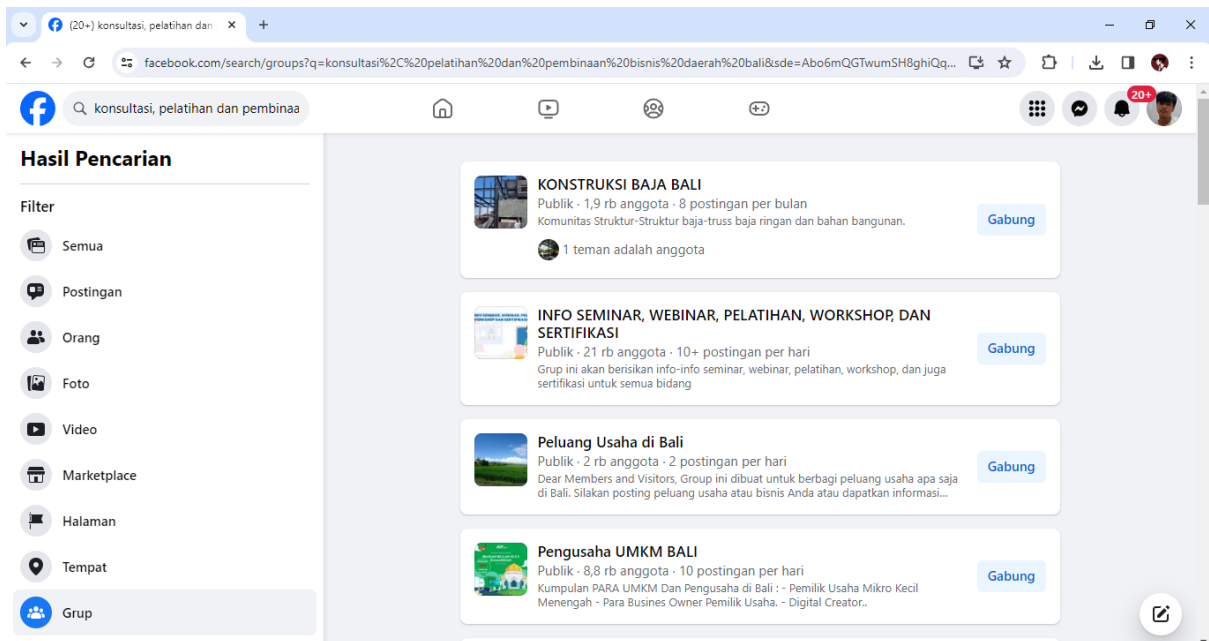 (20+) konsultasi, pelatihan dan
facebook.com/search/groups?q=konsultasi%2C%20pelatihan%20dan%20pembinaan%20bisnis%20daerah%20bali&sde=Abo6mQGTwumSH8ghiQq...
konsultasi, pelatihan dan pembinaa
20+
Hasil Pencarian
Filter
Semua
Postingan
Orang
Foto
Video
Marketplace
Halaman
Tempat
Grup
KONSTRUKSI BAJA BALI
Publik · 1,9 rb anggota · 8 postingan per bulan
Komunitas Struktur-Struktur baja-truss baja ringan dan bahan bangunan.
1 teman adalah anggota
Gabung
INFO SEMINAR, WEBINAR, PELATIHAN, WORKSHOP, DAN
SERTIFIKASI
Publik · 21 rb anggota · 10+ postingan per hari
Grup ini akan berisikan info-info seminar, webinar, pelatihan, workshop, dan juga
sertifikasi untuk semua bidang
Gabung
Peluang Usaha di Bali
Publik · 2 rb anggota · 2 postingan per hari
Dear Members and Visitors, Group ini dibuat untuk berbagi peluang usaha apa saja
di Bali. Silakan posting peluang usaha atau bisnis Anda atau dapatkan informasi...
Gabung
Pengusaha UMKM BALI
Publik · 8,8 rb anggota · 10 postingan per hari
Kumpulan PARA UMKM Dan Pengusaha di Bali : - Pemilik Usaha Mikro Kecil
Menengah - Para Busines Owner Pemilik Usaha. - Digital Creator..
Gabung